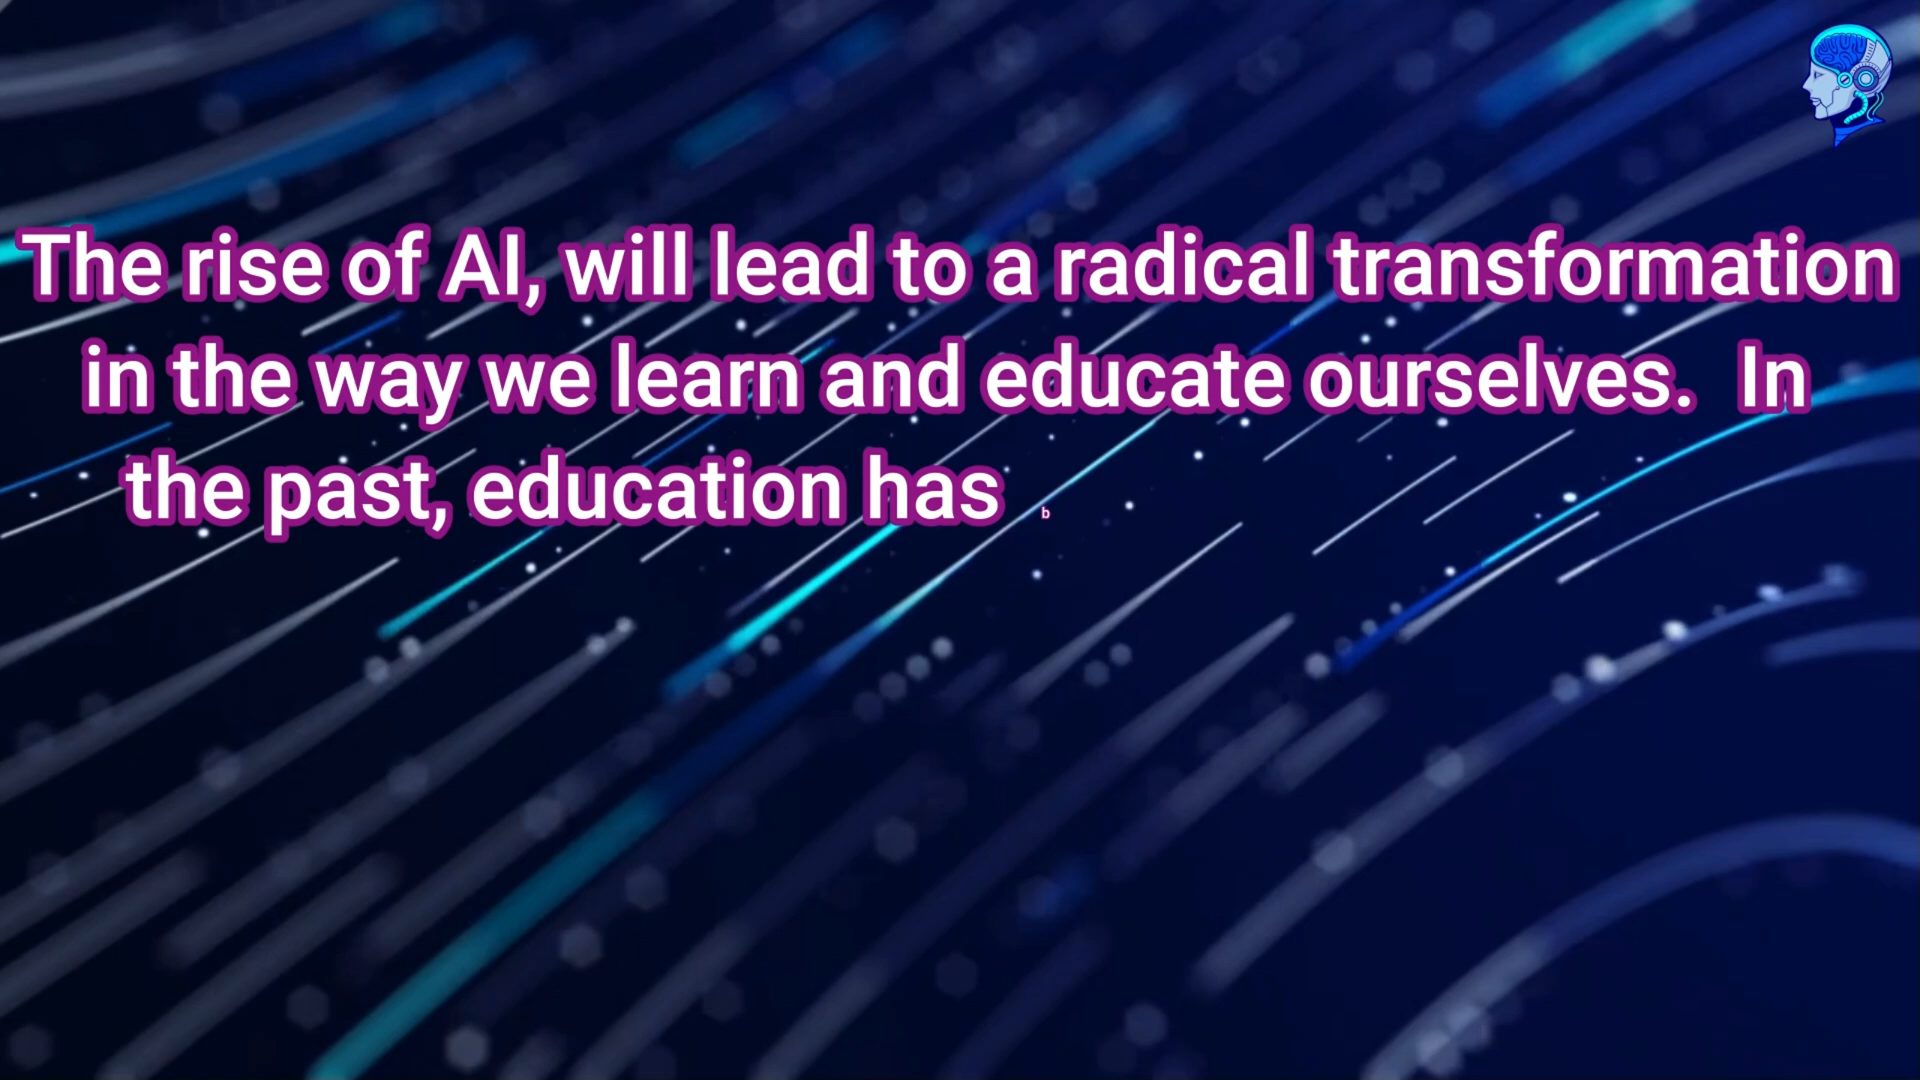 The rise of AI, will lead to a radical transformation
in the way we learn and educate ourselves.  In
the past, education has b